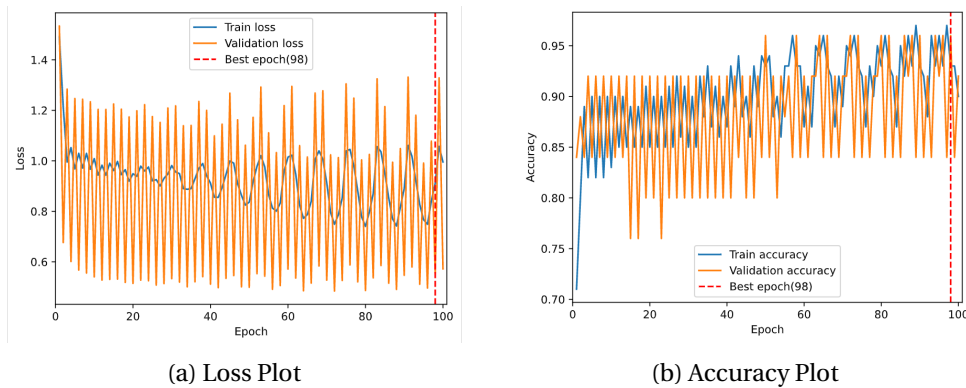 Train loss
Validation loss
Best epoch(98)
1.4
1.2
1.0
0.8
0.6
Loss
0
20
40
60
80
100
Epoch
(a) Loss Plot
0.95
0.90
0.85
0.80
0.75
0.70
Accuracy
Train accuracy
Validation accuracy
Best epoch(98)
0
20
40
60
80
100
Epoch
(b) Accuracy Plot